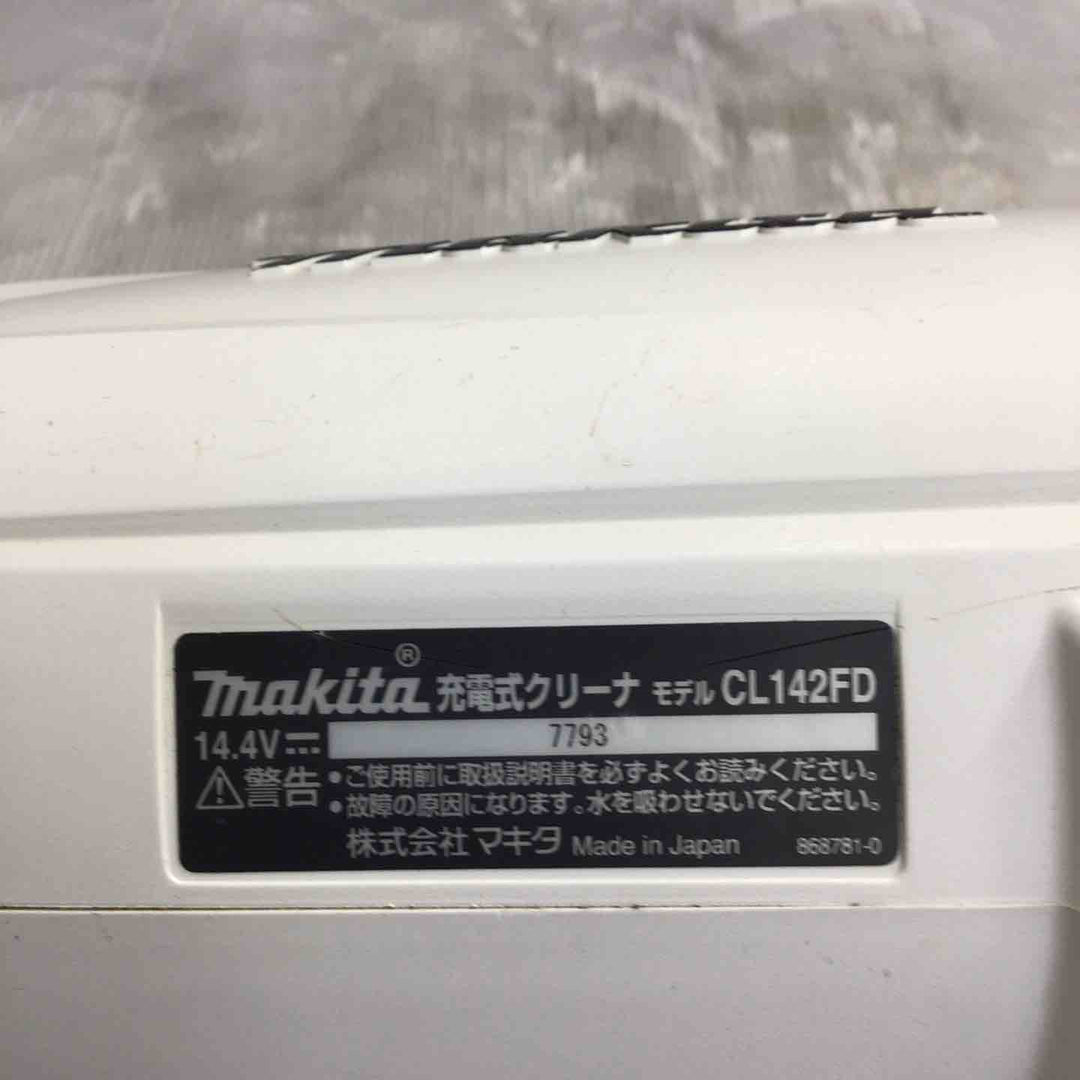 makita® 充電式クリーナ モデル CL142FD
14.4V⎓ 7793
⚠警告 •ご使用前に取扱説明書を必ずよくお読みください。
•故障の原因になります。水を吸わせないでください。
株式会社マキタ Made in Japan 868781-0